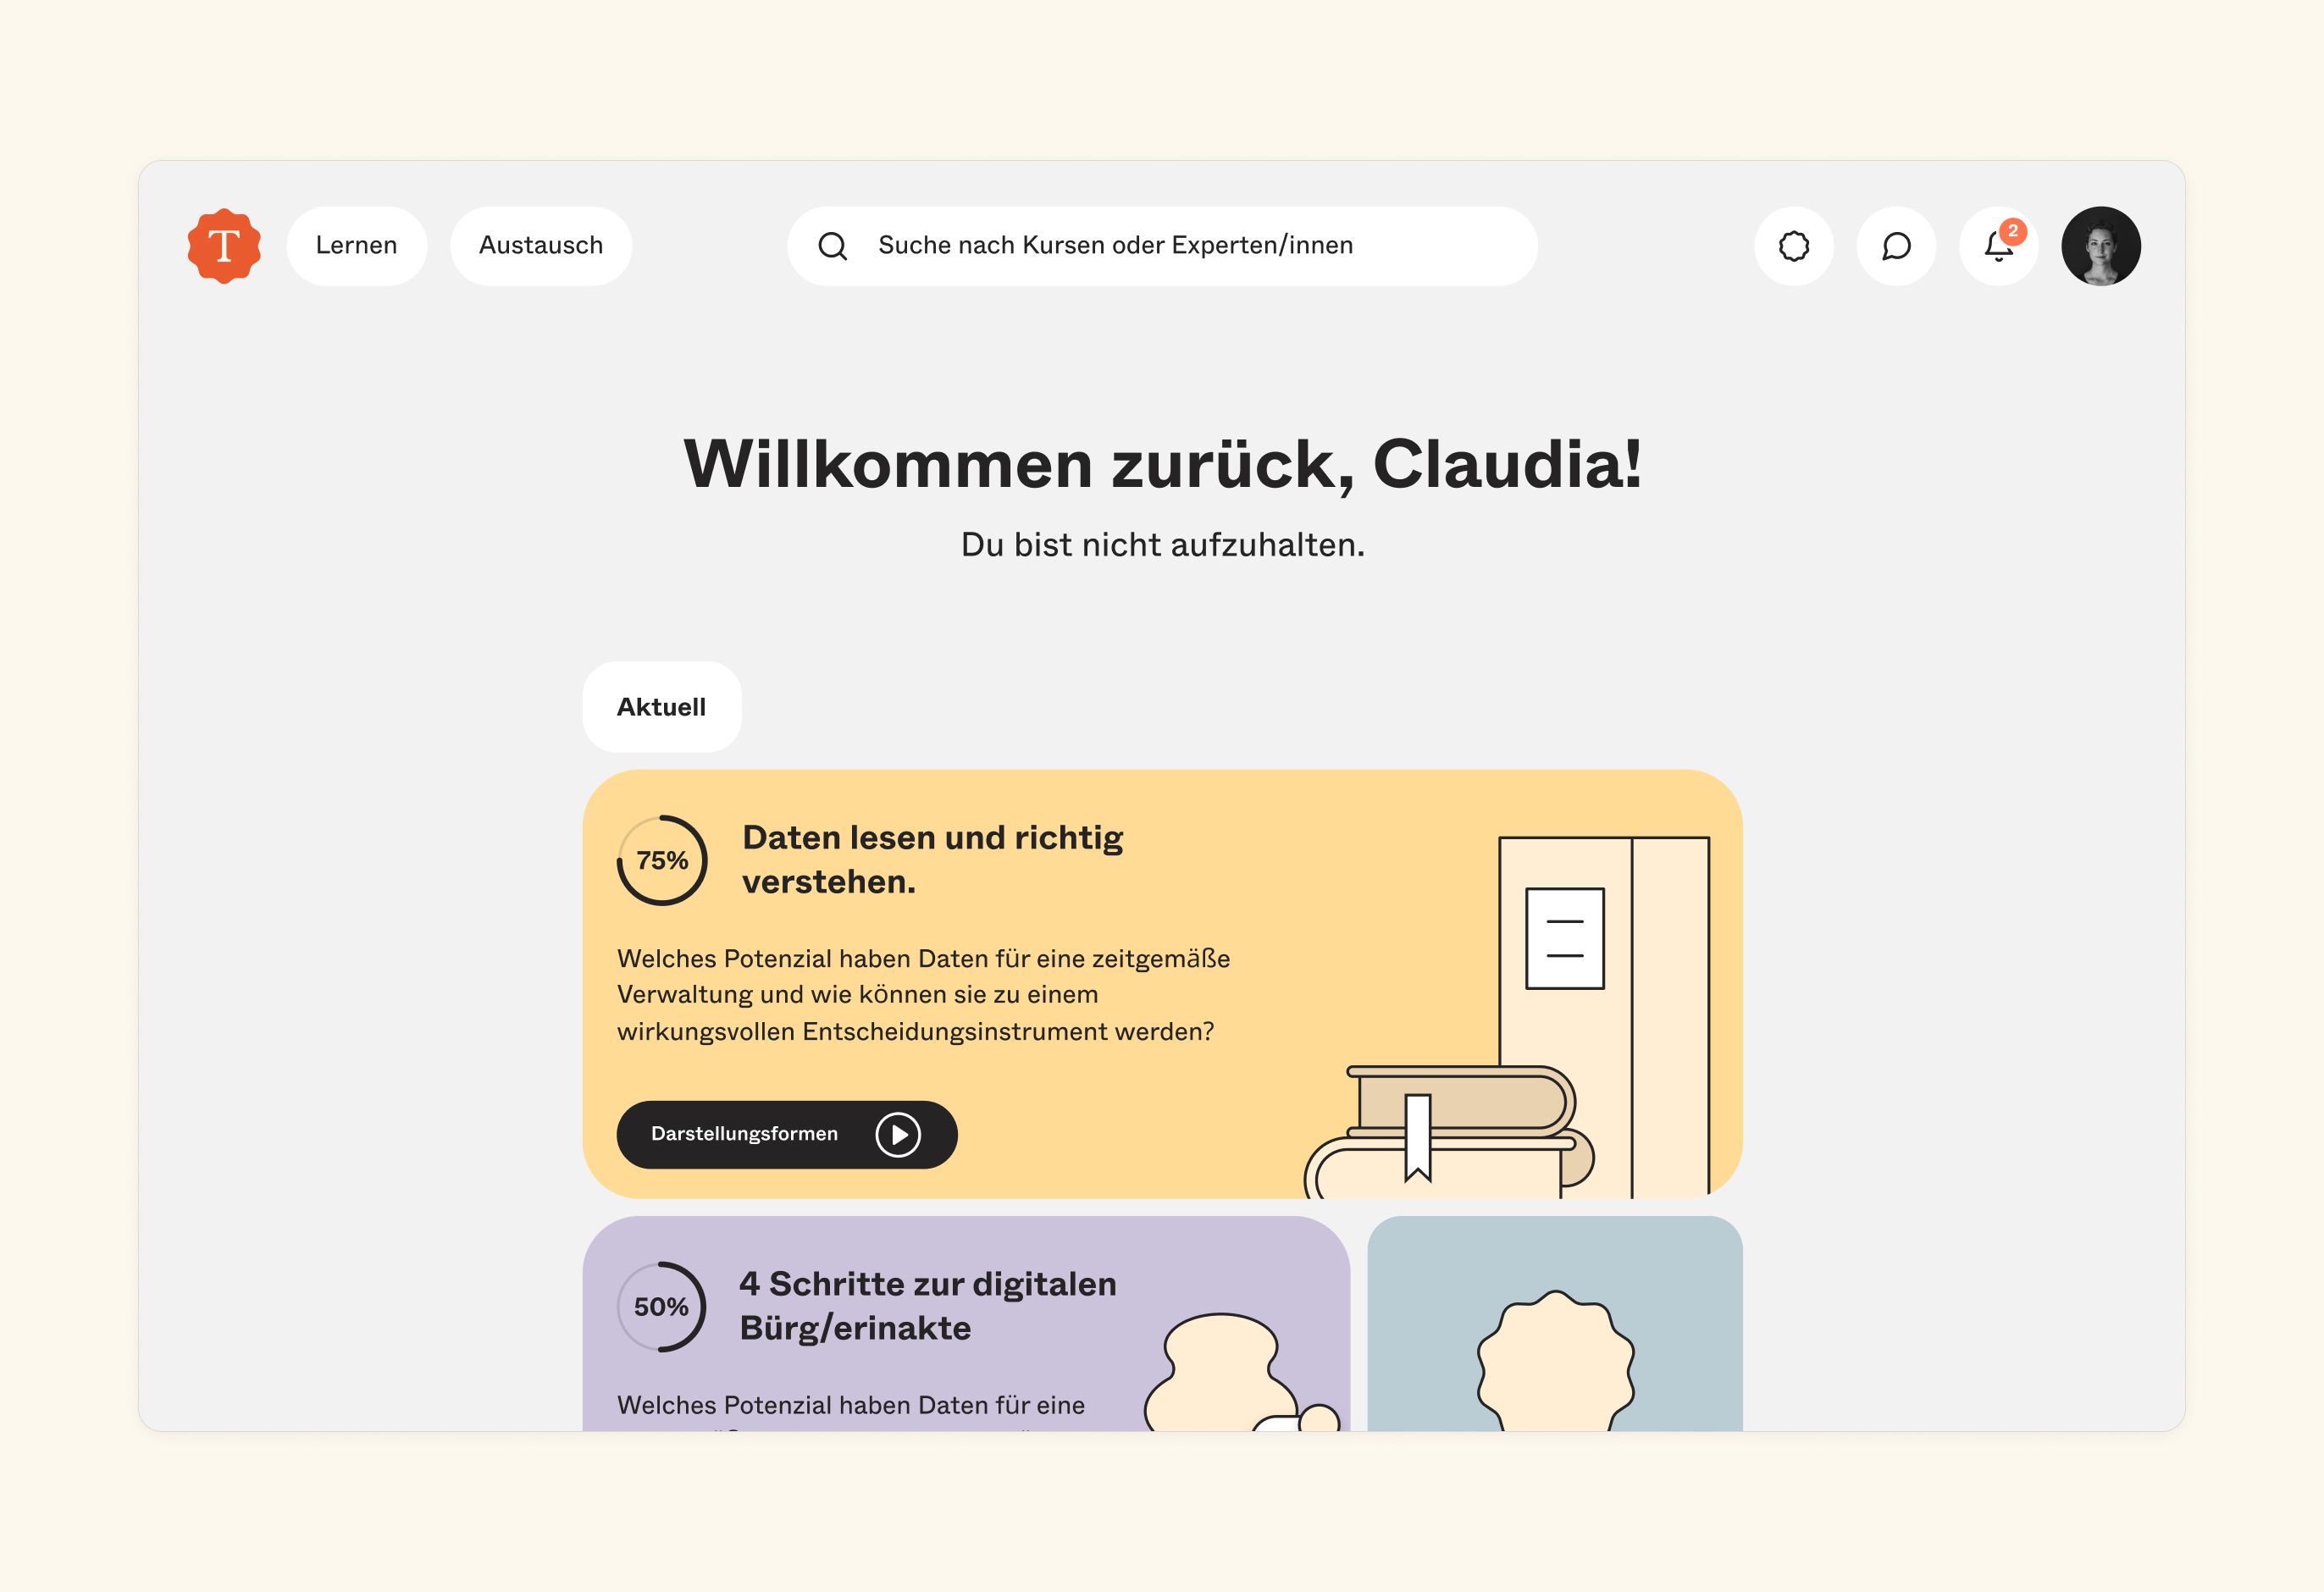 T
Lernen
Austausch
Suche nach Kursen oder Experten/innen
2
Willkommen zurück, Claudia!
Du bist nicht aufzuhalten.
Aktuell
75%
Daten lesen und richtig
verstehen.
Welches Potenzial haben Daten für eine zeitgemäße
Verwaltung und wie können sie zu einem
wirkungsvollen Entscheidungsinstrument werden?
Darstellungsformen
50%
4 Schritte zur digitalen
Bürg/erinakte
Welches Potenzial haben Daten für eine